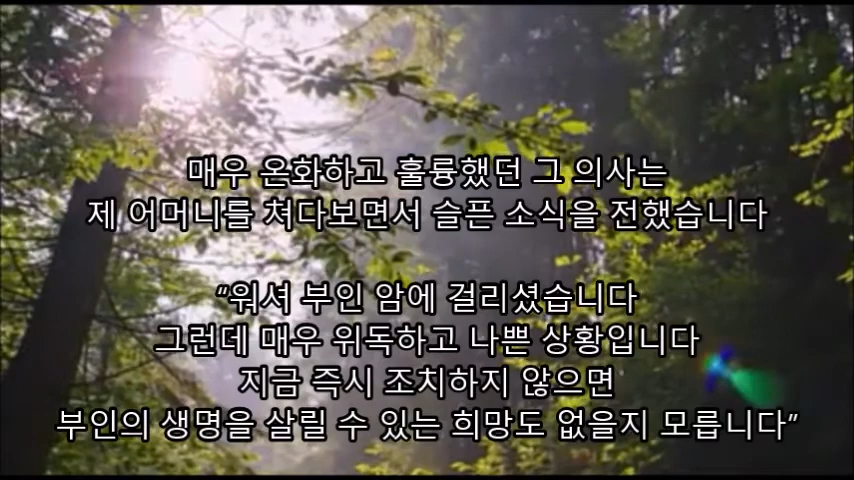 매우 온화하고 훌륭했던 그 의사는
제 어머니를 쳐다보면서 슬픈 소식을 전했습니다
“워셔 부인 암에 걸리셨습니다
그런데 매우 위독하고 나쁜 상황입니다
지금 즉시 조치하지 않으면
부인의 생명을 살릴 수 있는 희망도 없을지 모릅니다”